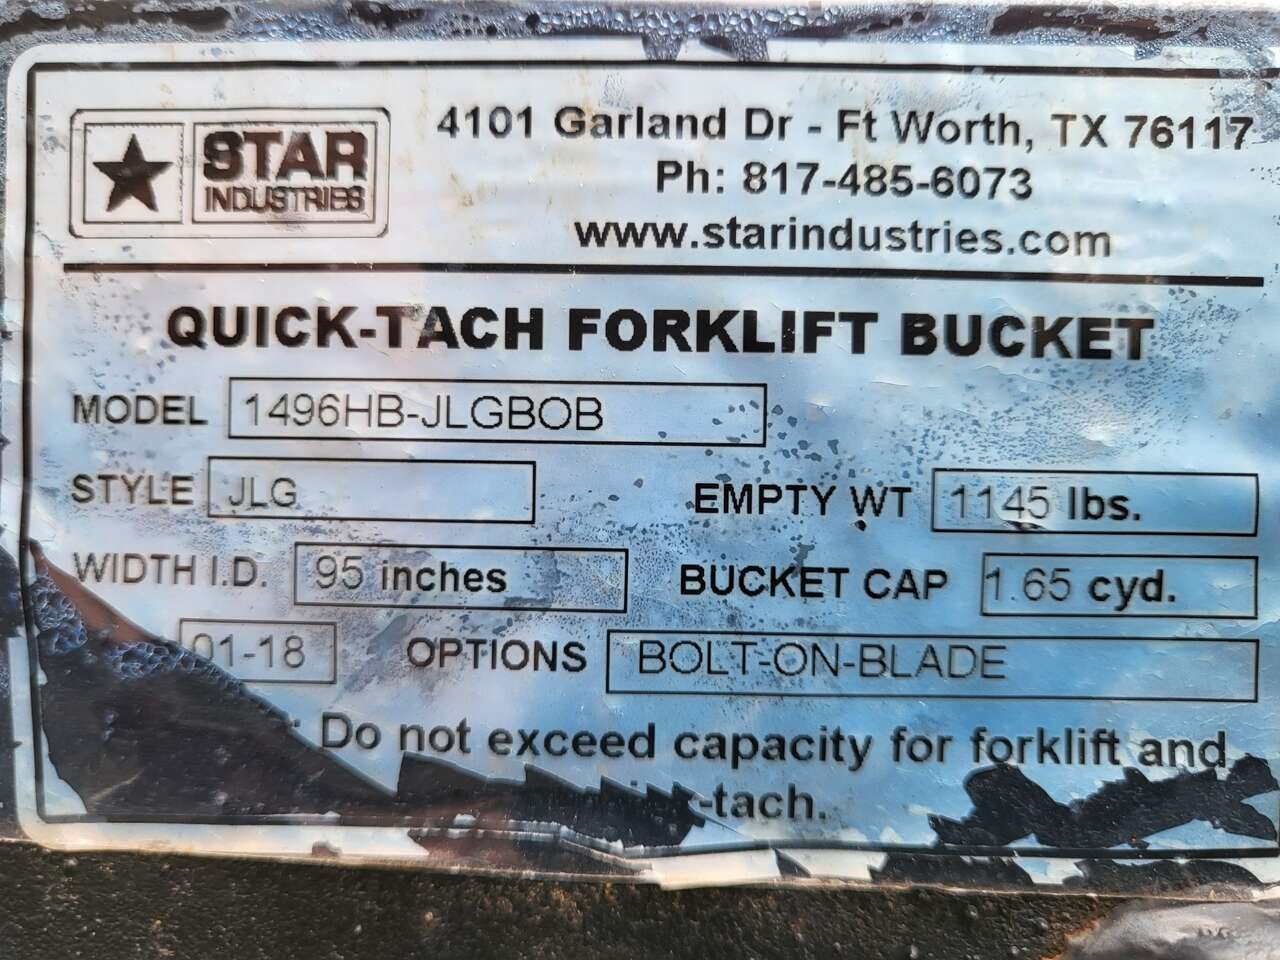 STAR
INDUSTRIES
4101 Garland Dr - Ft Worth, TX 76117
Ph: 817-485-6073
www.starindustries.com
QUICK-TACH FORKLIFT BUCKET
MODEL 1496HB-JLGBOB
STYLE JLG EMPTY WT 1145 lbs.
WIDTH I.D. 95 inches BUCKET CAP 1.65 cyd.
01-18 OPTIONS BOLT-ON-BLADE
: Do not exceed capacity for forklift and
-tach.